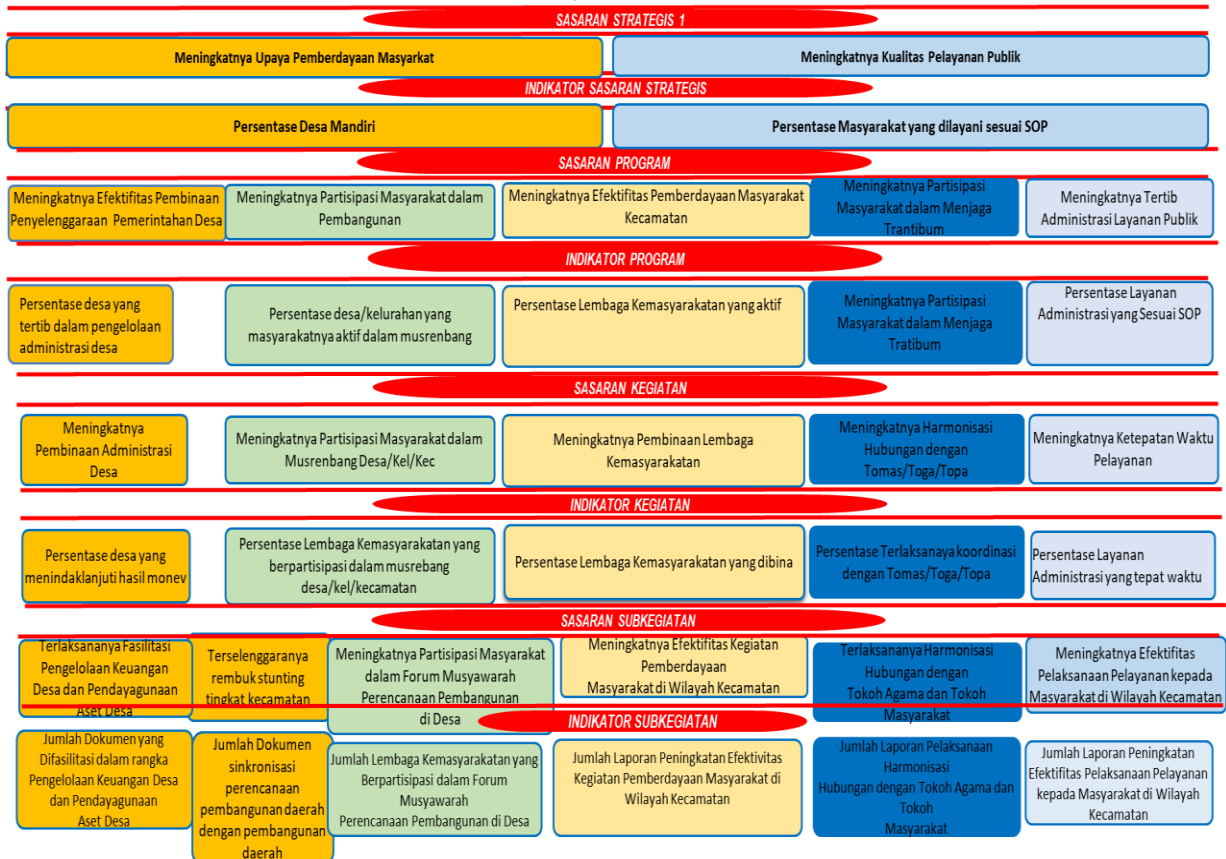 SASARAN STRATEGIS 1
Meningkatnya Upaya Pemberdayaan Masyarkat
Meningkatnya Kualitas Pelayanan Publik
INDIKATOR SASARAN STRATEGIS
Persentase Desa Mandiri
Persentase Masyarakat yang dilayani sesuai SOP
SASARAN PROGRAM
Meningkatnya Efektifitas Pembinaan
Penyelenggaraan Pemerintahan Desa
Meningkatnya Partisipasi Masyarakat dalam
Pembangunan
Meningkatnya Efektifitas Pemberdayaan Masyarakat
Kecamatan
Meningkatnya Partisipasi
Masyarakat dalam Menjaga
Trantibum
Meningkatnya Tertib
Administrasi Layanan Publik
INDIKATOR PROGRAM
Persentase desa yang
tertib dalam pengelolaan
administrasi desa
Persentase desa/kelurahan yang
masyarakatnya aktif dalam musrenbang
Persentase Lembaga Kemasyarakatan yang aktif
Meningkatnya Partisipasi
Masyarakat dalam Menjaga
Tratibum
Persentase Layanan
Administrasi yang Sesuai SOP
SASARAN KEGIATAN
Meningkatnya
Pembinaan Administrasi
Desa
Meningkatnya Partisipasi Masyarakat dalam
Musrenbang Desa/Kel/Kec
Meningkatnya Pembinaan Lembaga
Kemasyarakatan
Meningkatnya Harmonisasi
Hubungan dengan
Tomas/Toga/Topa
Meningkatnya Ketepatan Waktu
Pelayanan
INDIKATOR KEGIATAN
Persentase desa yang
menindaklanjuti hasil monev
Persentase Lembaga Kemasyarakatan yang
berpartisipasi dalam musrebang
desa/kel/kecamatan
Persentase Lembaga Kemasyarakatan yang dibina
Persentase Terlaksanaya koordinasi
dengan Tomas/Toga/Topa
Persentase Layanan
Administrasi yang tepat waktu
SASARAN SUBKEGIATAN
Terlaksananya Fasilitasi
Pengelolaan Keuangan
Desa dan Pendayagunaan
Aset Desa
Terselenggaranya
rembuk stunting
tingkat kecamatan
Meningkatnya Partisipasi Masyarakat
dalam Forum Musyawarah
Perencanaan Pembangunan
di Desa
Meningkatnya Efektifitas Kegiatan
Pemberdayaan
Masyarakat di Wilayah Kecamatan
Terlaksananya Harmonisasi
Hubungan dengan
Tokoh Agama dan Tokoh
Masyarakat
Meningkatnya Efektifitas
Pelaksanaan Pelayanan kepada
Masyarakat di Wilayah Kecamatan
INDIKATOR SUBKEGIATAN
Jumlah Dokumen yang
Difasilitasi dalam rangka
Pengelolaan Keuangan Desa
dan Pendayagunaan
Aset Desa
Jumlah Dokumen
sinkronisasi
perencanaan
pembangunan daerah
dengan pembangunan
daerah
Jumlah Lembaga Kemasyarakatan yang
Berpartisipasi dalam Forum
Musyawarah
Perencanaan Pembangunan di Desa
Jumlah Laporan Peningkatan Efektivitas
Kegiatan Pemberdayaan Masyarakat di
Wilayah Kecamatan
Jumlah Laporan Pelaksanaan
Harmonisasi
Hubungan dengan Tokoh Agama dan
Tokoh
Masyarakat
Jumlah Laporan Peningkatan
Efektifitas Pelaksanaan Pelayanan
kepada Masyarakat di Wilayah
Kecamatan